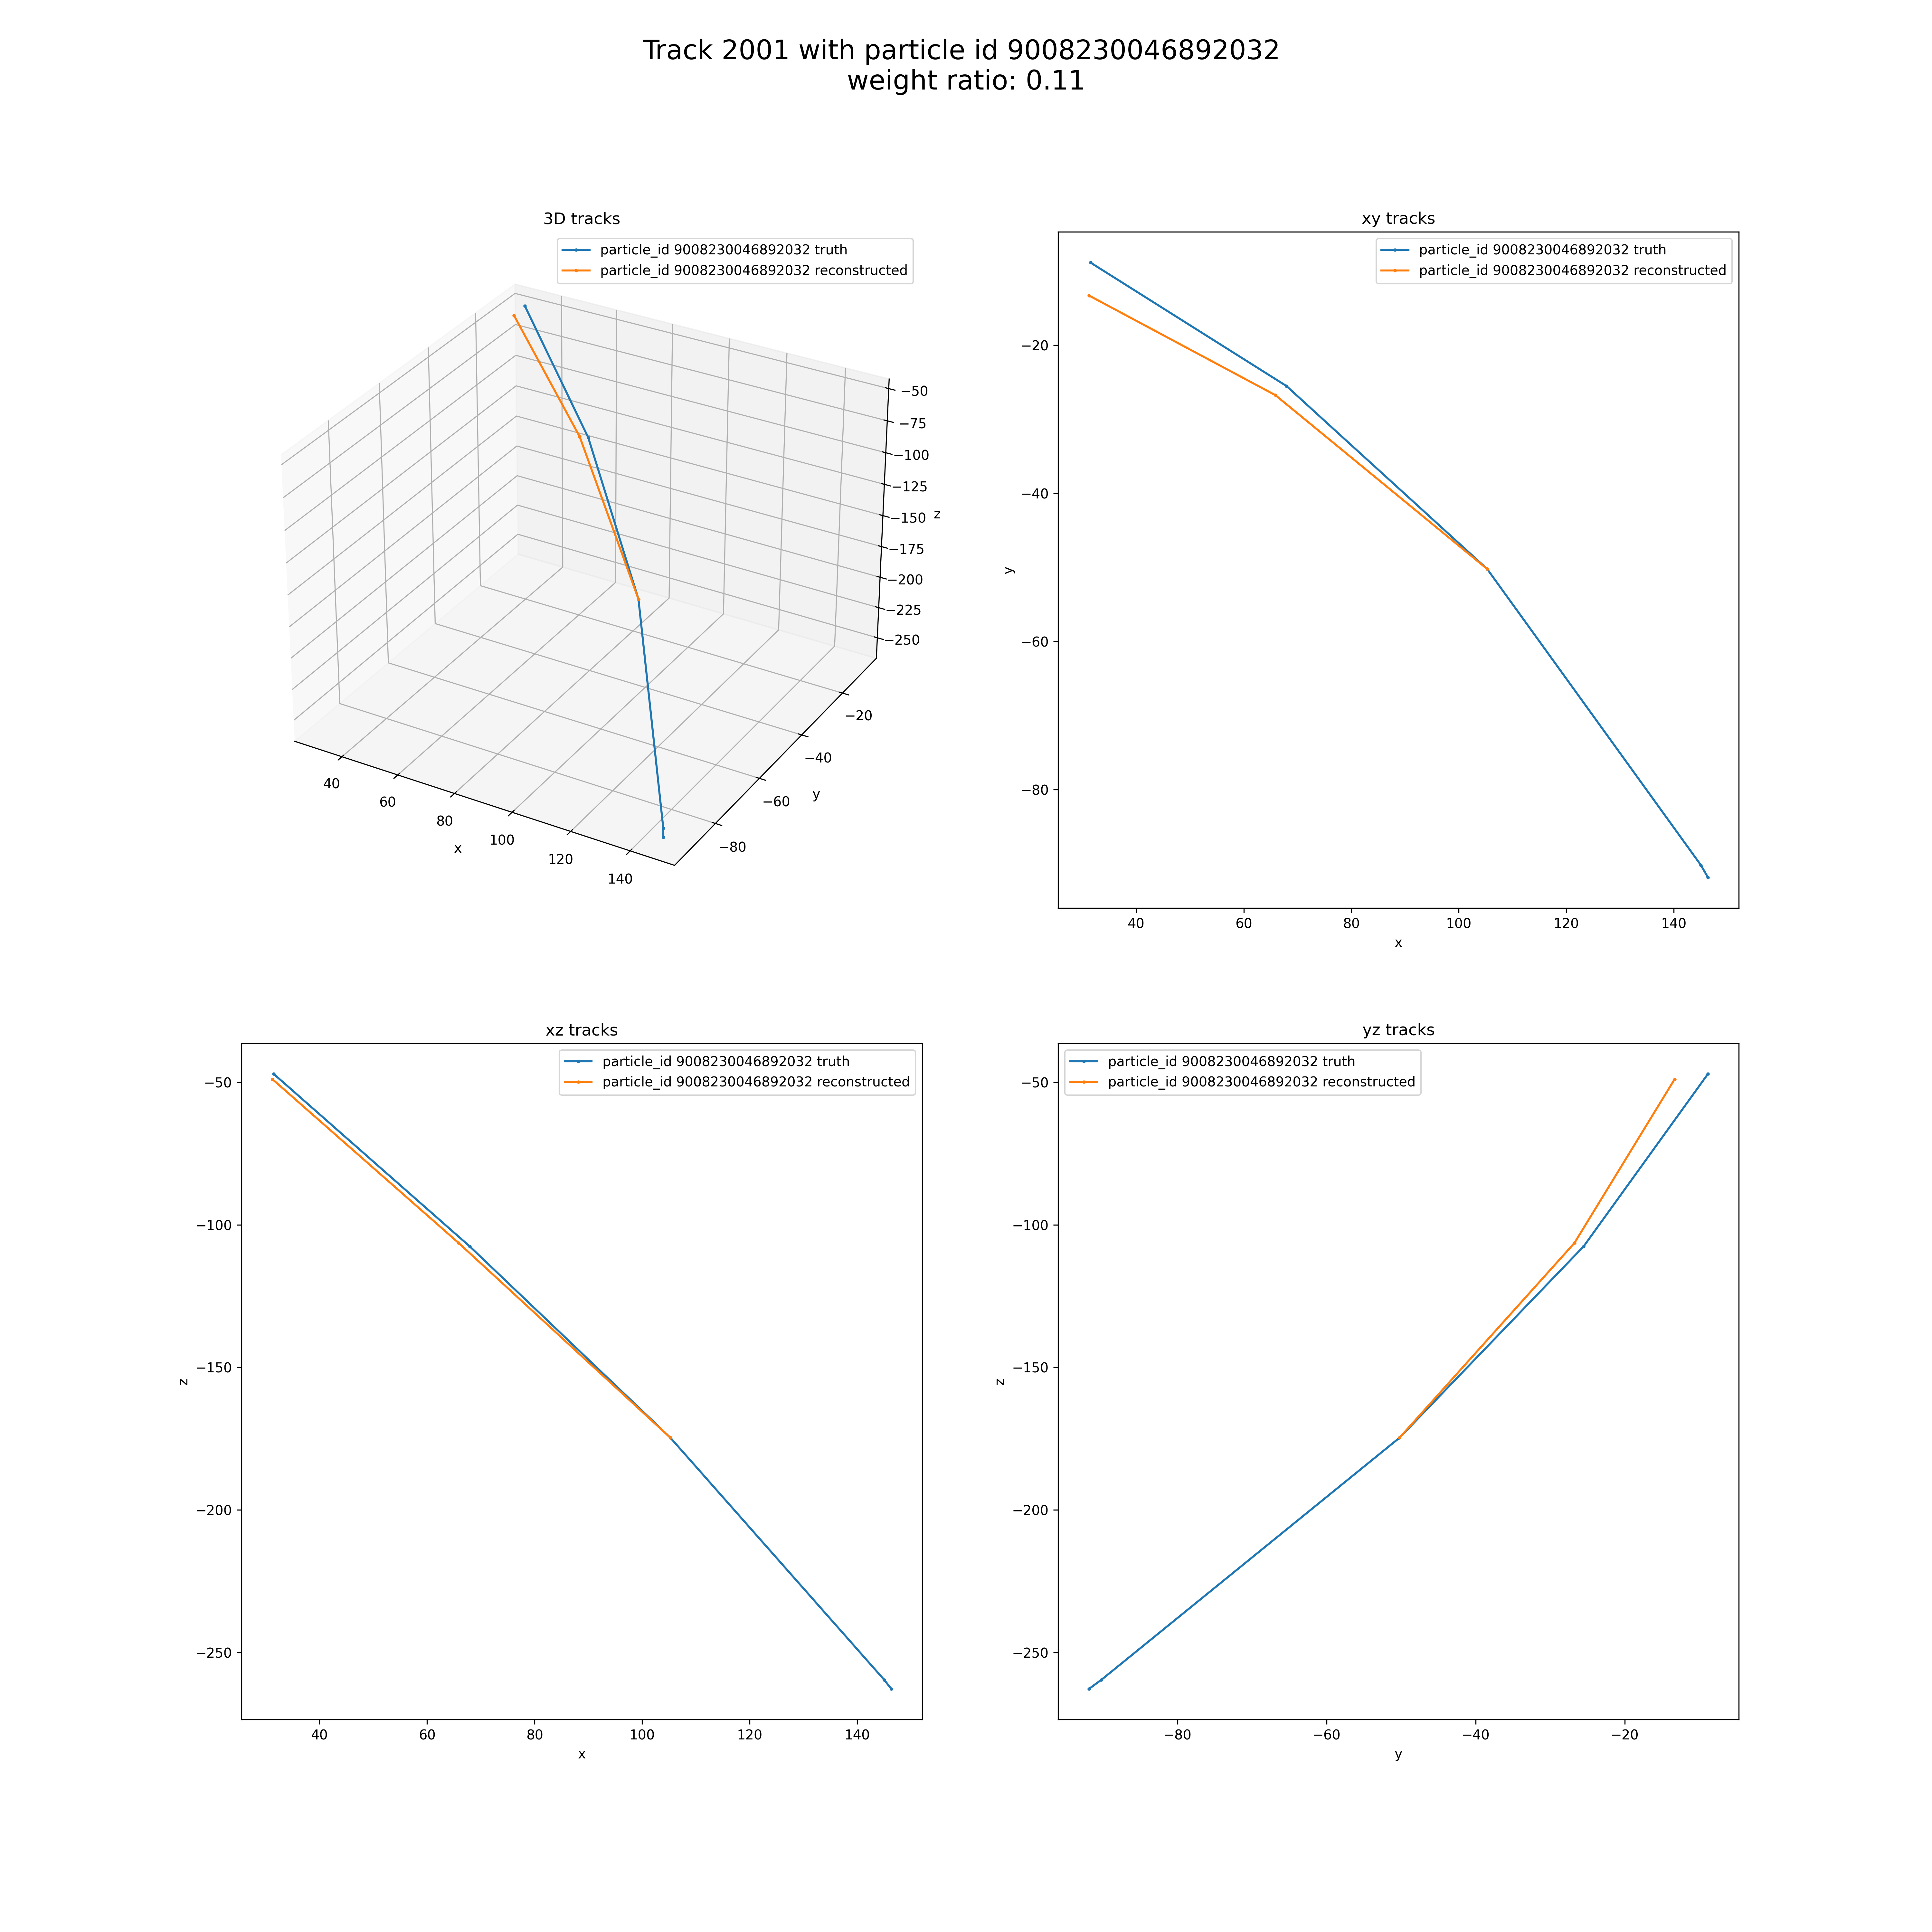 Track 2001 with particle id 9008230046892032
weight ratio: 0.11
3D tracks
particle_id 9008230046892032 truth
particle_id 9008230046892032 reconstructed
−50
−75
−100
−125
−150
−175
−200
−225
−250
z
−20
−40
−60
−80
y
40
60
80
100
120
140
x
xy tracks
particle_id 9008230046892032 truth
particle_id 9008230046892032 reconstructed
−20
−40
−60
−80
y
40 60 80 100 120 140
x
xz tracks
particle_id 9008230046892032 truth
particle_id 9008230046892032 reconstructed
−50
−100
−150
−200
−250
z
40 60 80 100 120 140
x
yz tracks
particle_id 9008230046892032 truth
particle_id 9008230046892032 reconstructed
−50
−100
−150
−200
−250
z
−80 −60 −40 −20
y